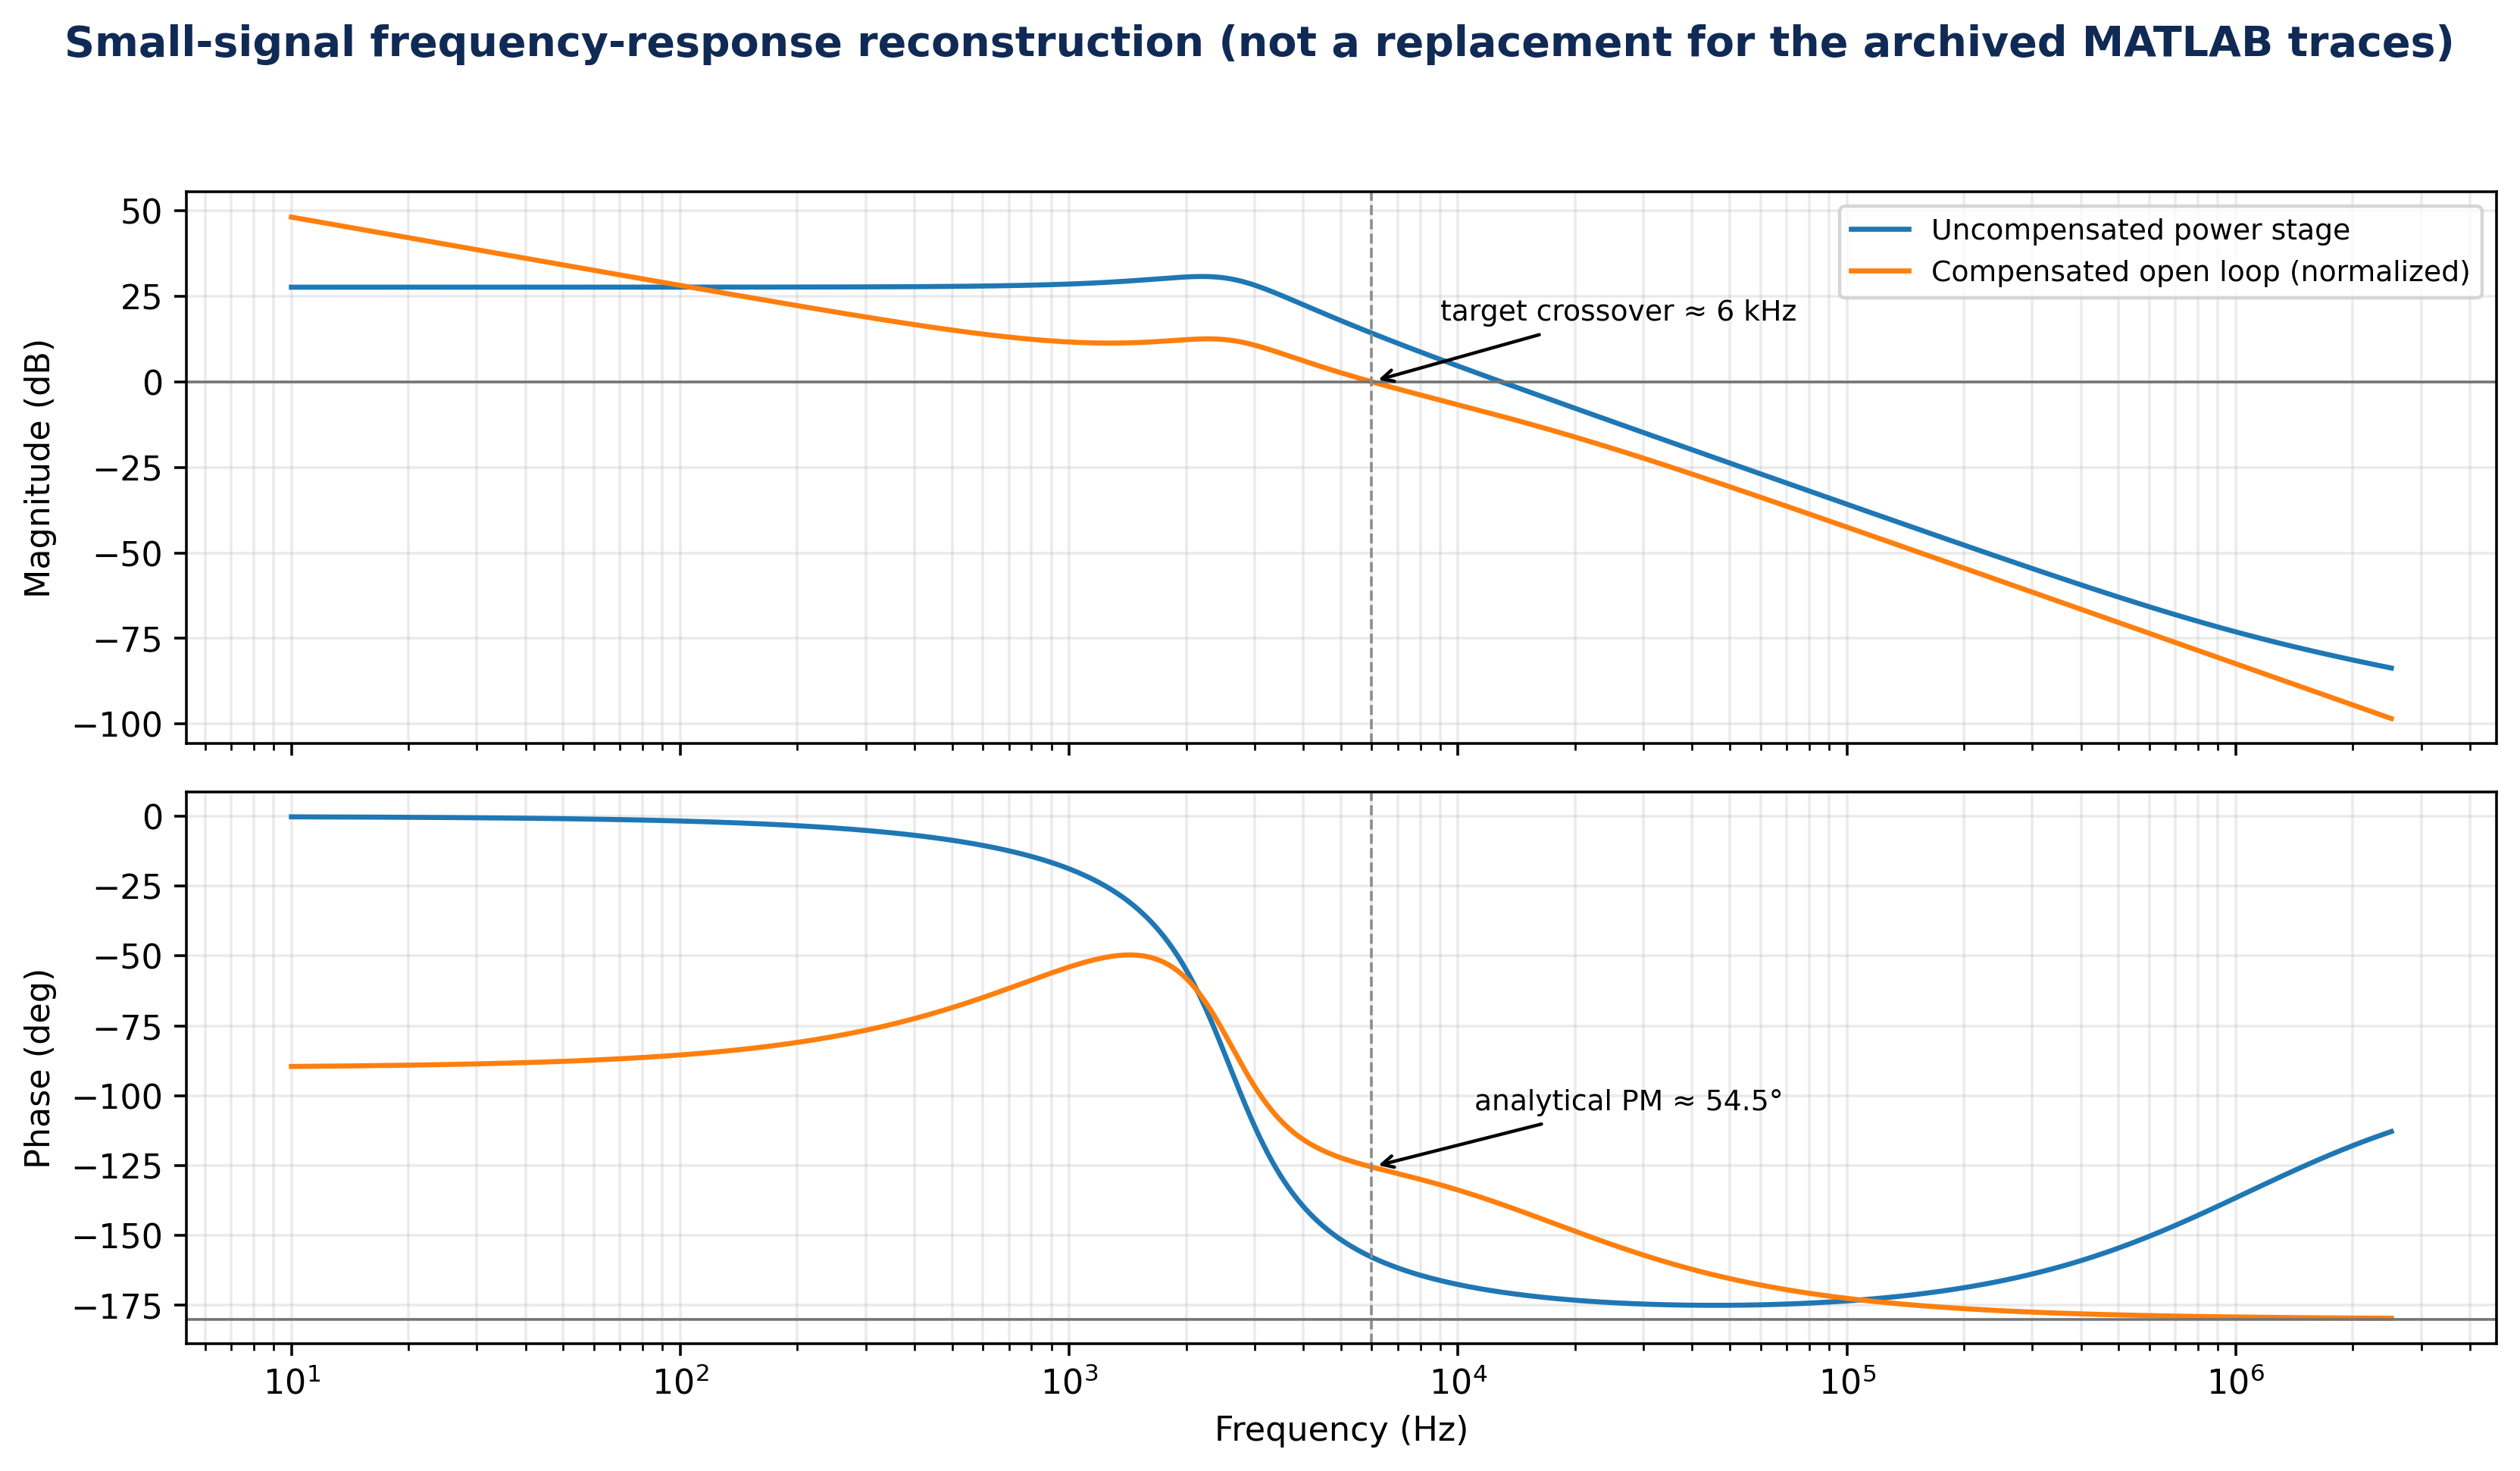 Small-signal frequency-response reconstruction (not a replacement for the archived MATLAB traces)
Magnitude (dB)
50
25
0
−25
−50
−75
−100
Uncompensated power stage
Compensated open loop (normalized)
target crossover ≈ 6 kHz
Phase (deg)
0
−25
−50
−75
−100
−125
−150
−175
analytical PM ≈ 54.5°
10¹ 10² 10³ 10⁴ 10⁵ 10⁶
Frequency (Hz)